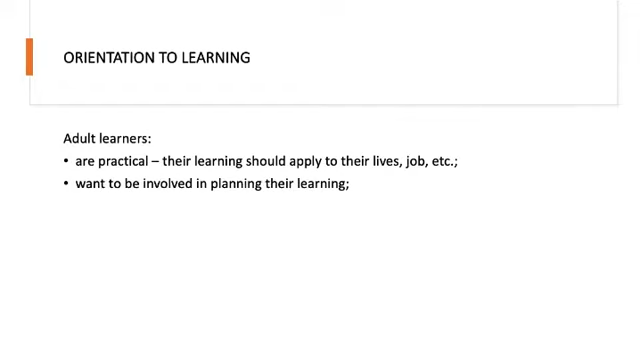 ORIENTATION TO LEARNING
Adult learners:
• are practical – their learning should apply to their lives, job, etc.;
• want to be involved in planning their learning;